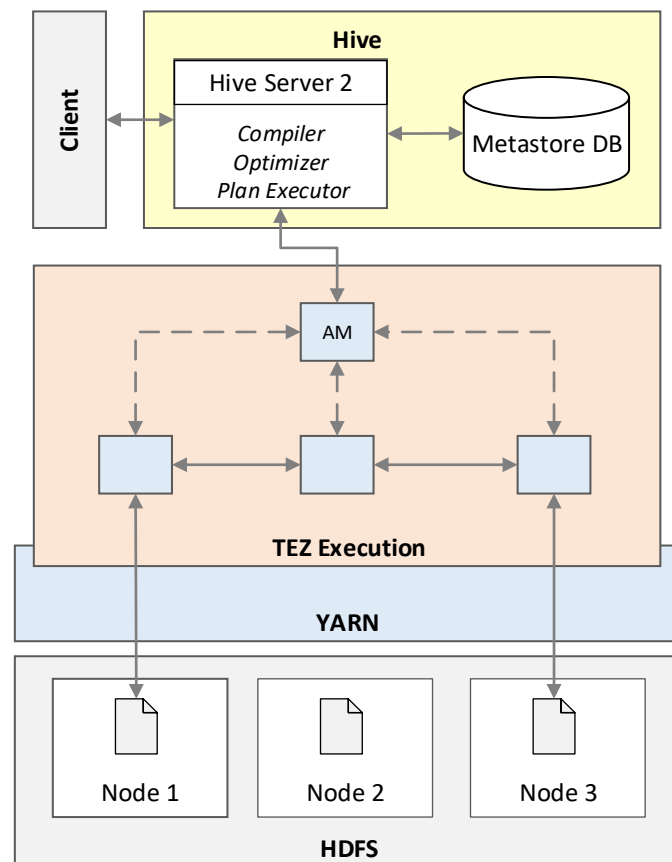 Client
Hive
Hive Server 2
Compiler
Optimizer
Plan Executor
Metastore DB
AM
TEZ Execution
YARN
Node 1
Node 2
Node 3
HDFS